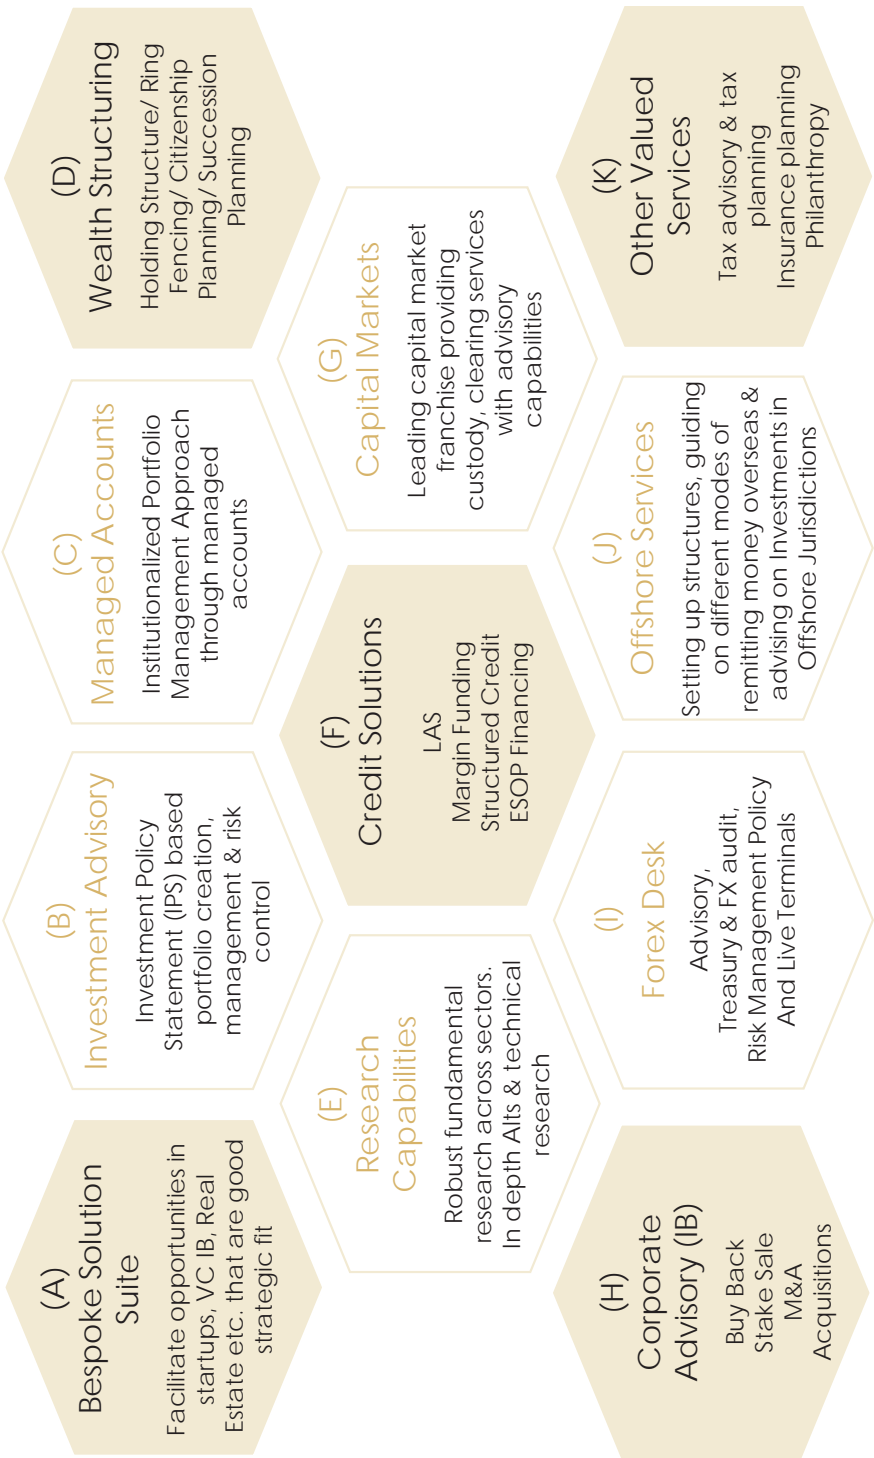 (A)
Bespoke Solution
Suite
Facilitate opportunities in
startups, VC IB, Real
Estate etc. that are good
strategic fit
(B)
Investment Advisory
Investment Policy
Statement (IPS) based
portfolio creation,
management & risk
control
(C)
Managed Accounts
Institutionalized Portfolio
Management Approach
through managed
accounts
(D)
Wealth Structuring
Holding Structure/ Ring
Fencing/ Citizenship
Planning/ Succession
Planning
(E)
Research
Capabilities
Robust fundamental
research across sectors.
In depth Alts & technical
research
(F)
Credit Solutions
LAS
Margin Funding
Structured Credit
ESOP Financing
(G)
Capital Markets
Leading capital market
franchise providing
custody, clearing services
with advisory
capabilities
(H)
Corporate
Advisory (IB)
Buy Back
Stake Sale
M&A
Acquisitions
(I)
Forex Desk
Advisory,
Treasury & FX audit,
Risk Management Policy
And Live Terminals
(J)
Offshore Services
Setting up structures, guiding
on different modes of
remitting money overseas &
advising on Investments in
Offshore Jurisdictions
(K)
Other Valued
Services
Tax advisory & tax
planning
Insurance planning
Philanthropy